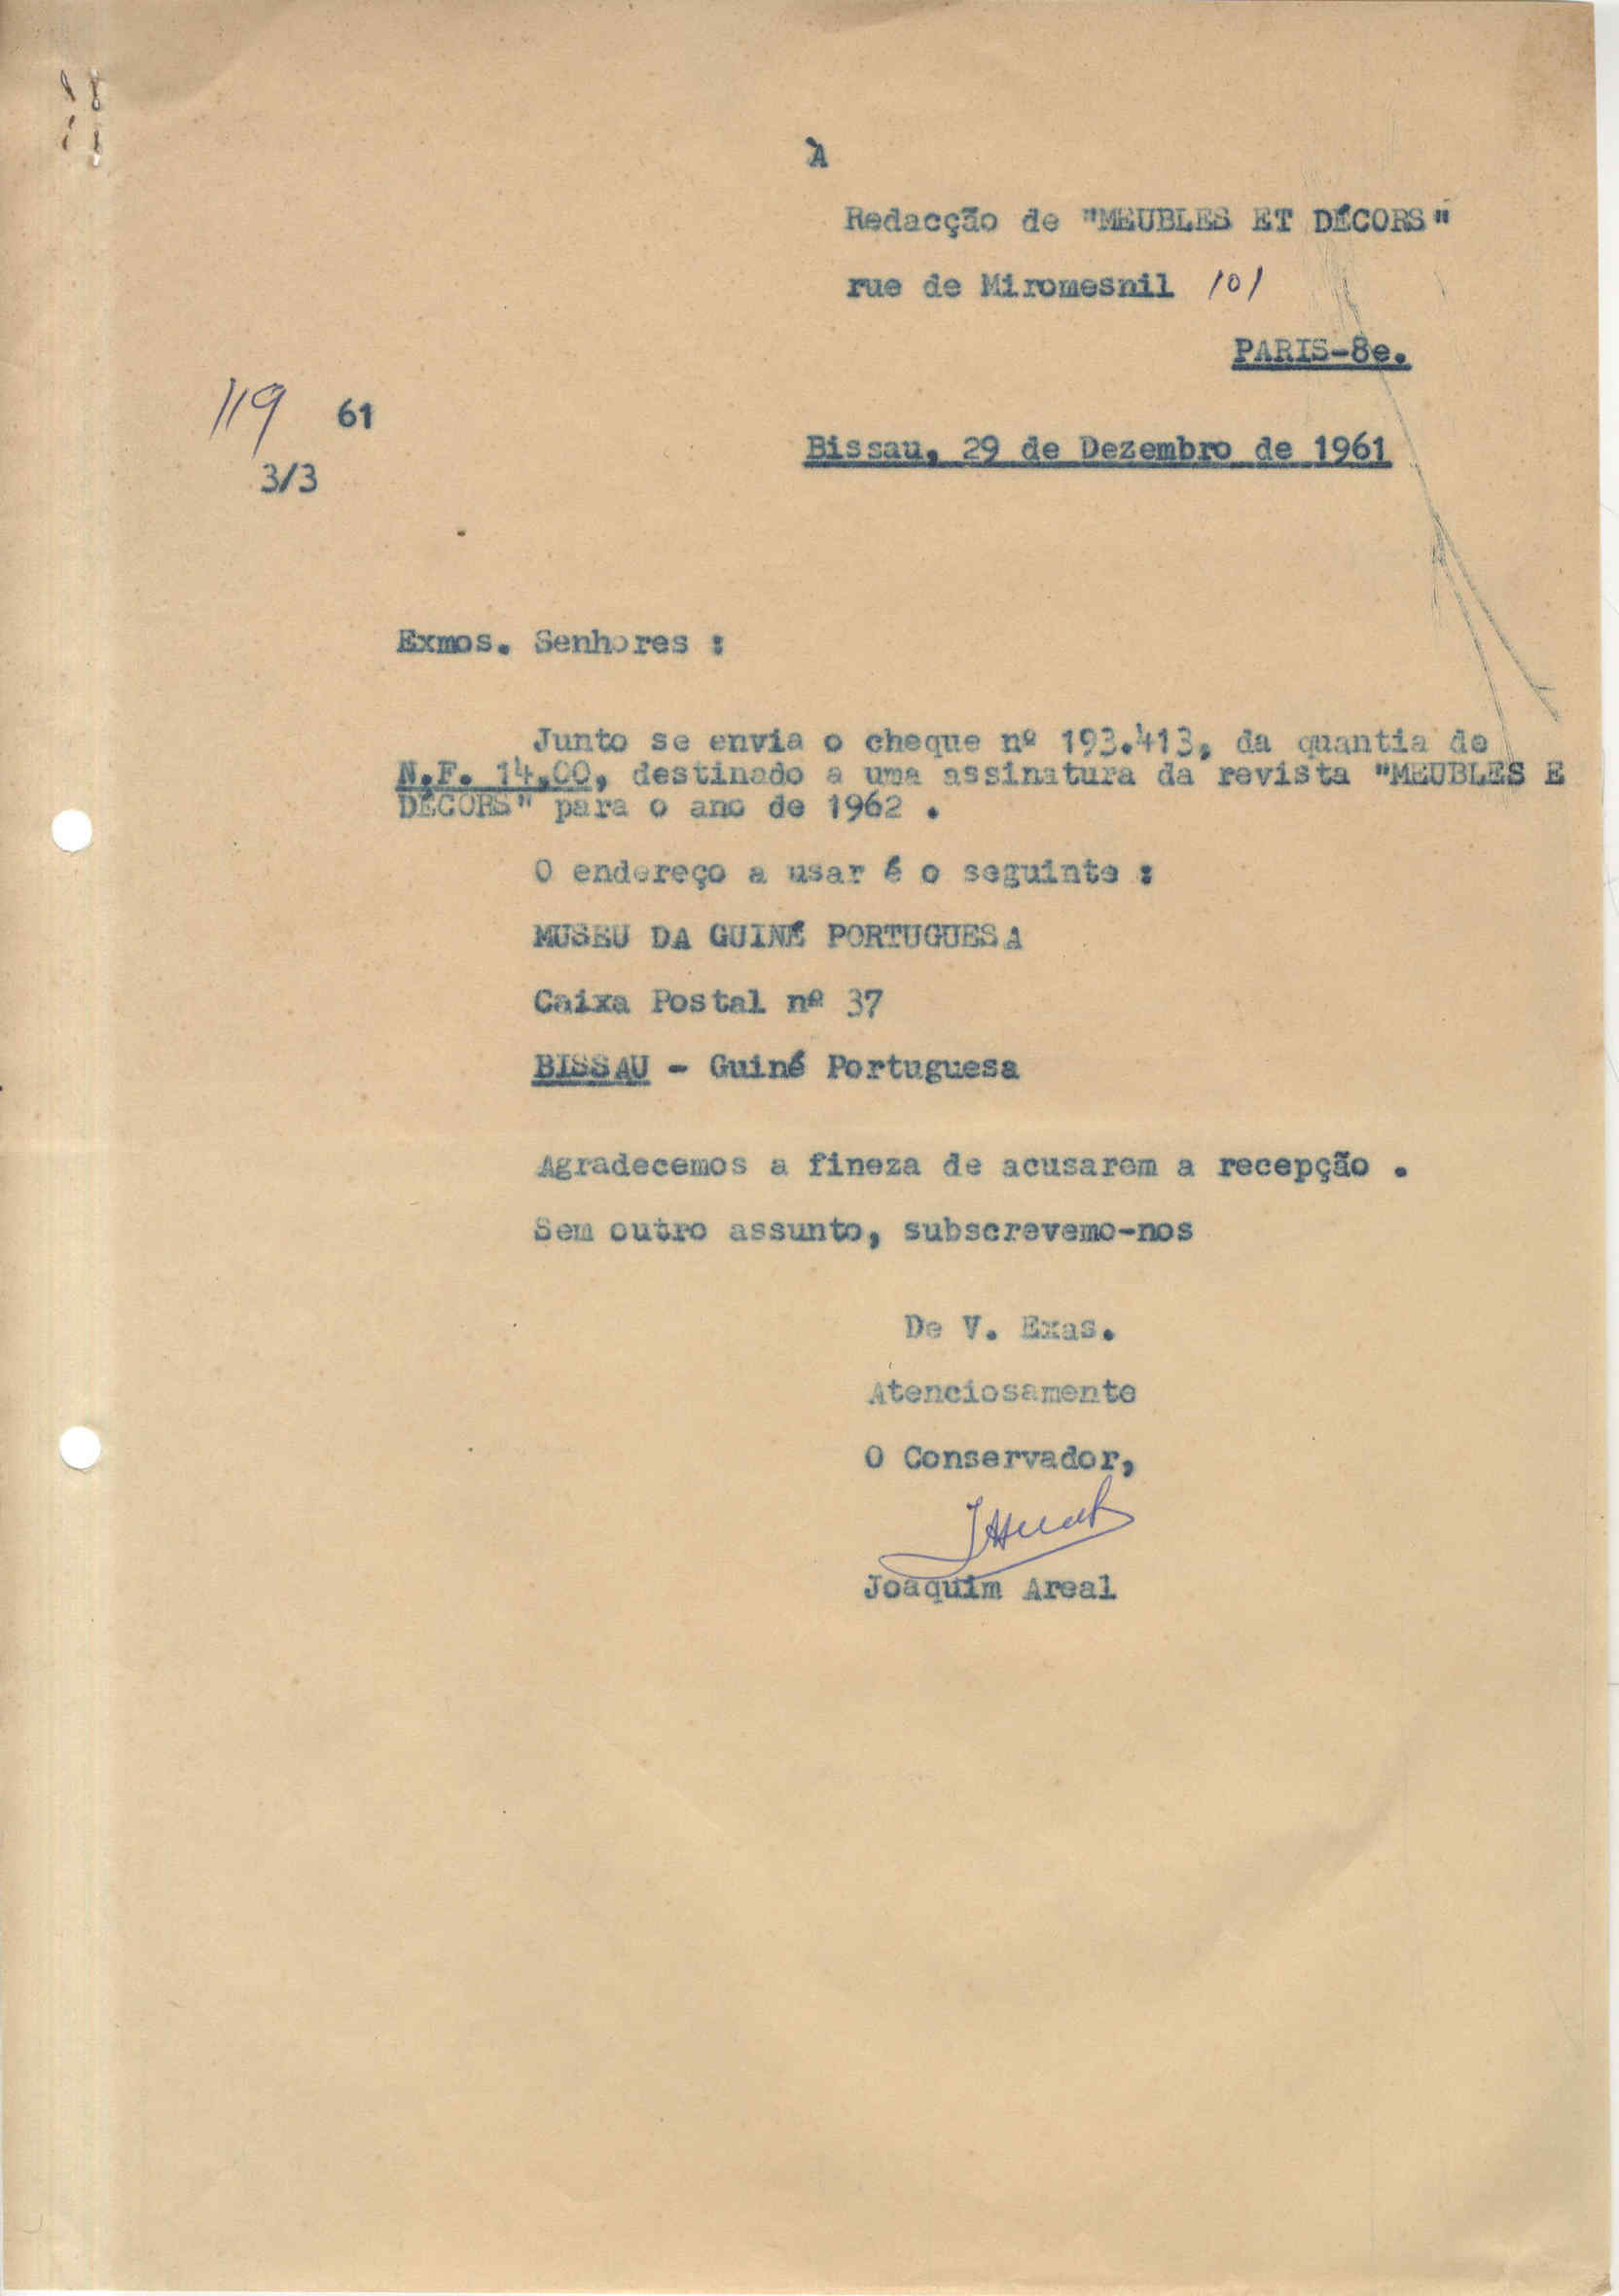 À
Redacção de "MEUBLES ET DÉCORS"
rue de Miromesnil 101
PARIS-8e.
119 61
3/3
Bissau, 29 de Dezembro de 1961
Exmos. Senhores :
Junto se envia o cheque nº 193.413, da quantia de
N.F. 14,00, destinado a uma assinatura da revista "MEUBLES E
DÉCORS" para o ano de 1962 .
O endereço a usar é o seguinte :
MUSEU DA GUINÉ PORTUGUESA
Caixa Postal nº 37
BISSAU - Guiné Portuguesa
Agradecemos a fineza de acusarem a recepção .
Sem outro assunto, subscrevemo-nos
De V. Exas.
Atenciosamente
O Conservador,
Joaquim Areal